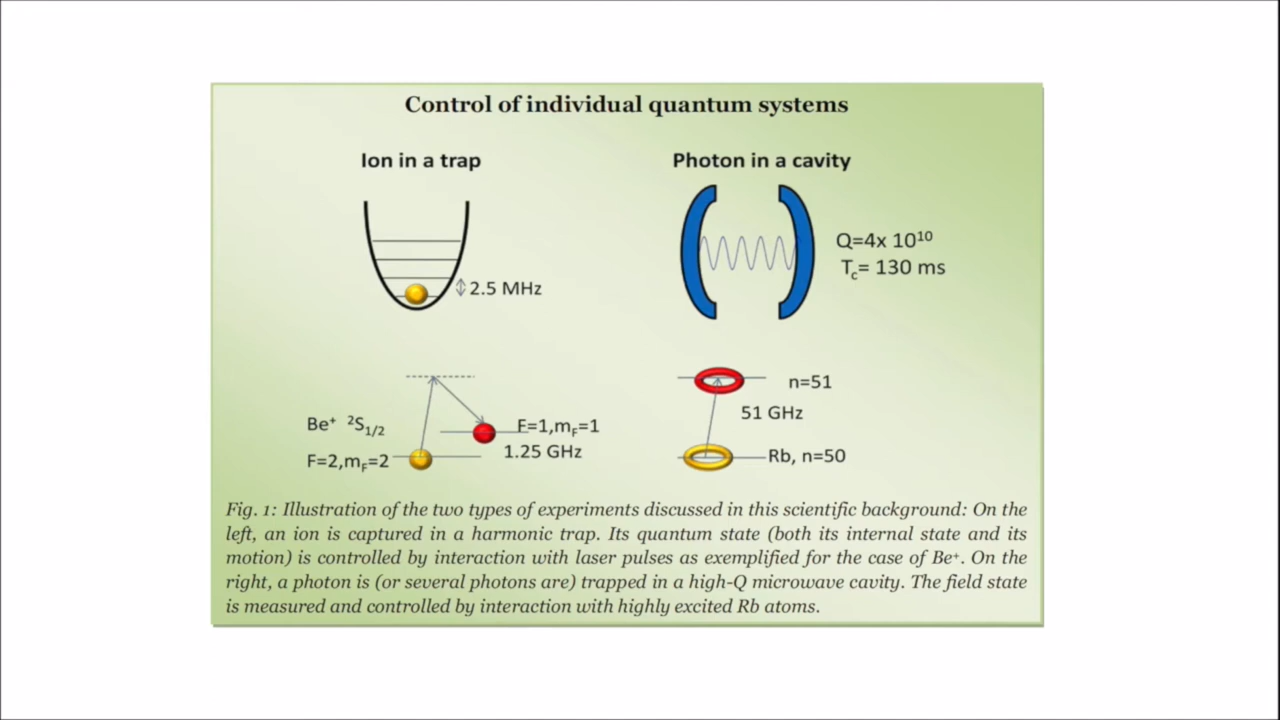 Control of individual quantum systems
Ion in a trap
Photon in a cavity
2.5 MHz
Q=4x 10¹⁰
T_c= 130 ms
Be⁺ ²S₁/₂
F=2,m_F=2
F=1,m_F=1
1.25 GHz
n=51
51 GHz
Rb, n=50
Fig. 1: Illustration of the two types of experiments discussed in this scientific background: On the
left, an ion is captured in a harmonic trap. Its quantum state (both its internal state and its
motion) is controlled by interaction with laser pulses as exemplified for the case of Be⁺. On the
right, a photon is (or several photons are) trapped in a high-Q microwave cavity. The field state
is measured and controlled by interaction with highly excited Rb atoms.